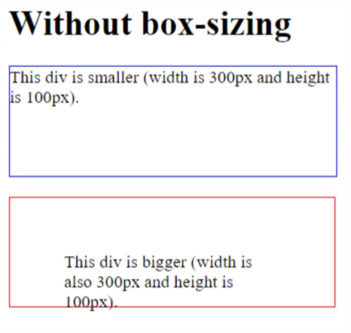 Without box-sizing
This div is smaller (width is 300px and height
is 100px).
This div is bigger (width is
also 300px and height is
100px).